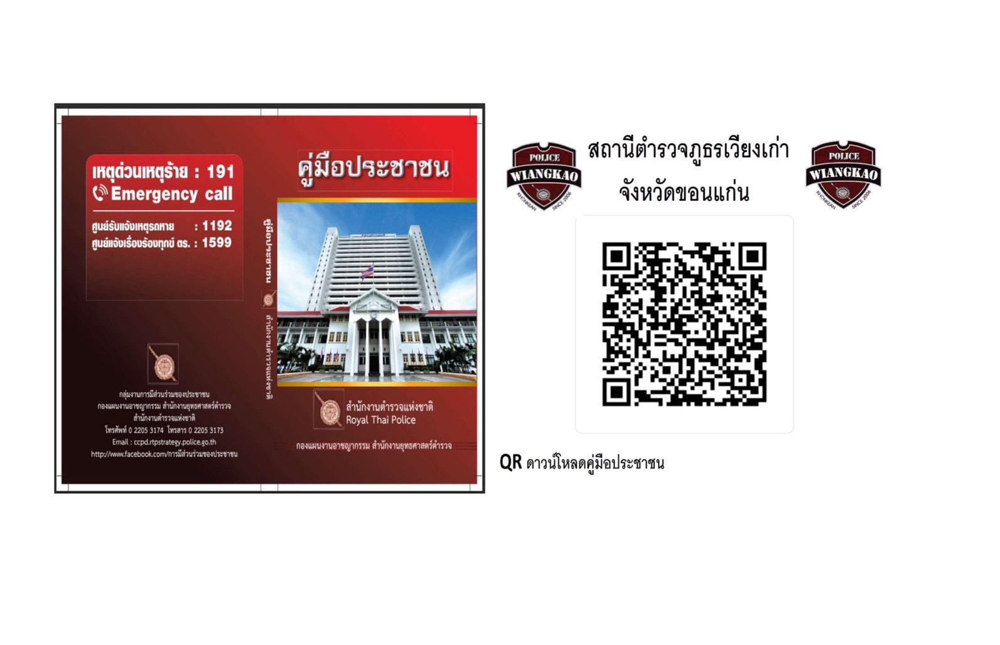 เหตุด่วนเหตุร้าย : 191
Emergency call
ศูนย์รับแจ้งเหตุรถหาย : 1192
ศูนย์แจ้งเรื่องร้องทุกข์ ตร. : 1599
กลุ่มงานการมีส่วนร่วมของประชาชน
กองแผนงานอาชญากรรม สำนักงานยุทธศาสตร์ตำรวจ
สำนักงานตำรวจแห่งชาติ
โทรศัพท์ 0 2205 3174 โทรสาร 0 2205 3173
Email : ccpd.rtpstrategy.police.go.th
http://www.facebook.com/การมีส่วนร่วมของประชาชน
คู่มือประชาชน
สำนักงานตำรวจแห่งชาติ
คู่มือประชาชน
สำนักงานตำรวจแห่งชาติ
Royal Thai Police
กองแผนงานอาชญากรรม สำนักงานยุทธศาสตร์ตำรวจ
POLICE
WIANGKAO
KHONKEAN SINCE 2006
สถานีตำรวจภูธรเวียงเก่า
จังหวัดขอนแก่น
POLICE
WIANGKAO
KHONKEAN SINCE 2006
QR ดาวน์โหลดคู่มือประชาชน